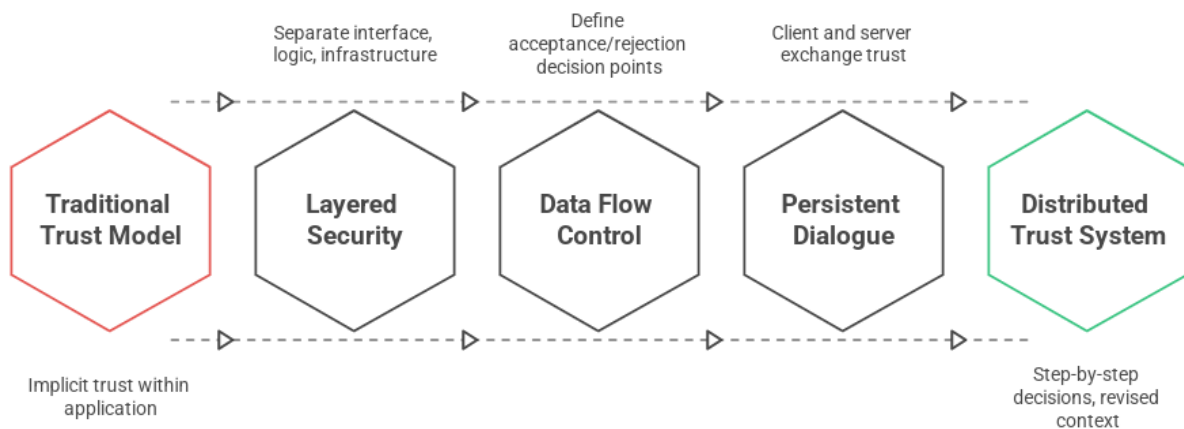 Separate interface,
logic, infrastructure
Define
acceptance/rejection
decision points
Client and server
exchange trust
Traditional
Trust Model
Layered
Security
Data Flow
Control
Persistent
Dialogue
Distributed
Trust System
Implicit trust within
application
Step-by-step
decisions, revised
context